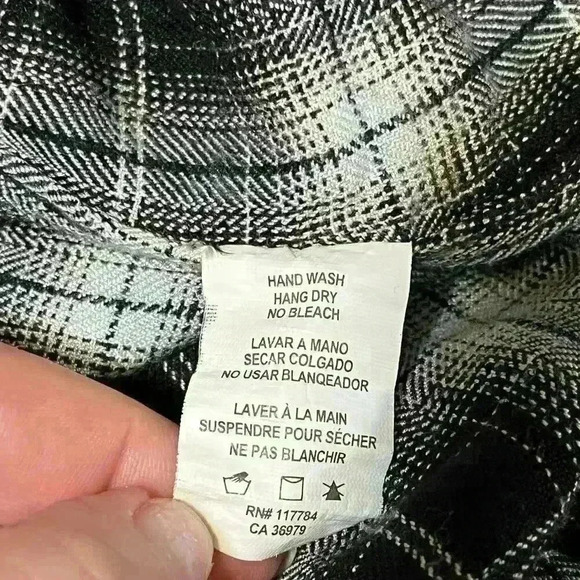 HAND WASH
HANG DRY
NO BLEACH
LAVAR A MANO
SECAR COLGADO
NO USAR BLANQEADOR
LAVER À LA MAIN
SUSPENDRE POUR SÉCHER
NE PAS BLANCHIR
RN# 117784
CA 36979